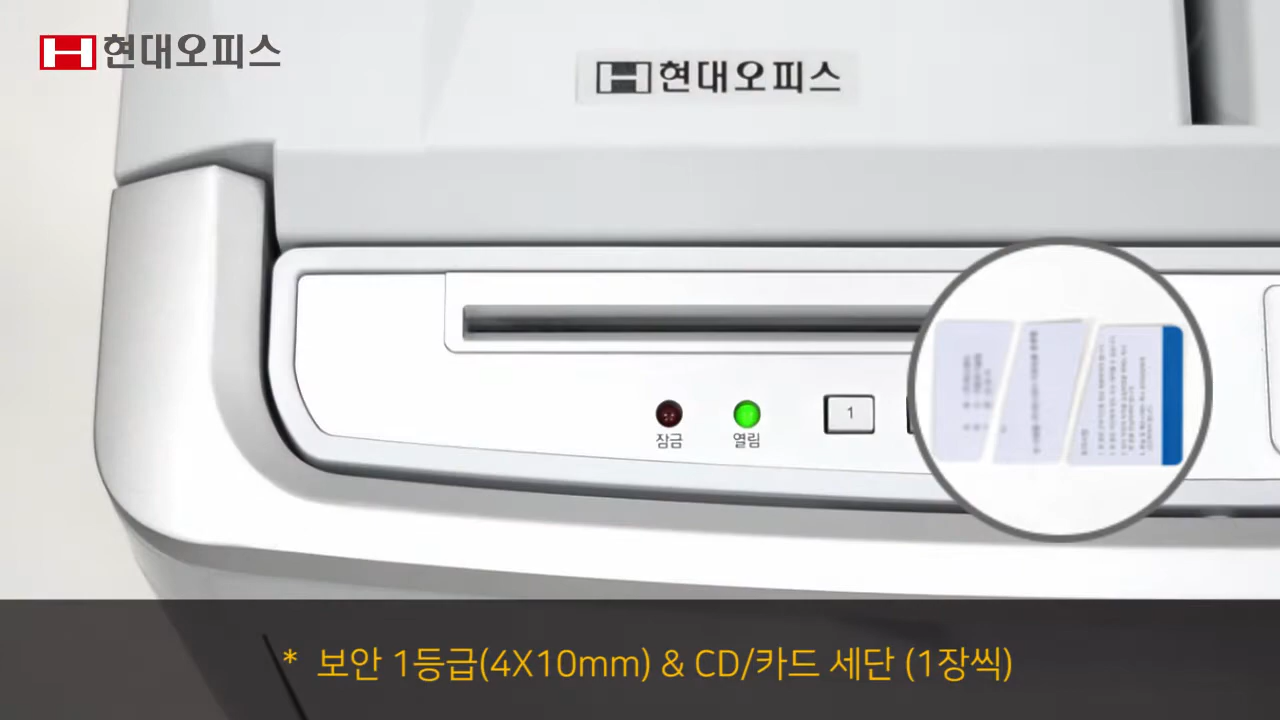 현대오피스
현대오피스
잠금
열림
1
* 보안 1등급(4X10mm) & CD/카드 세단 (1장씩)